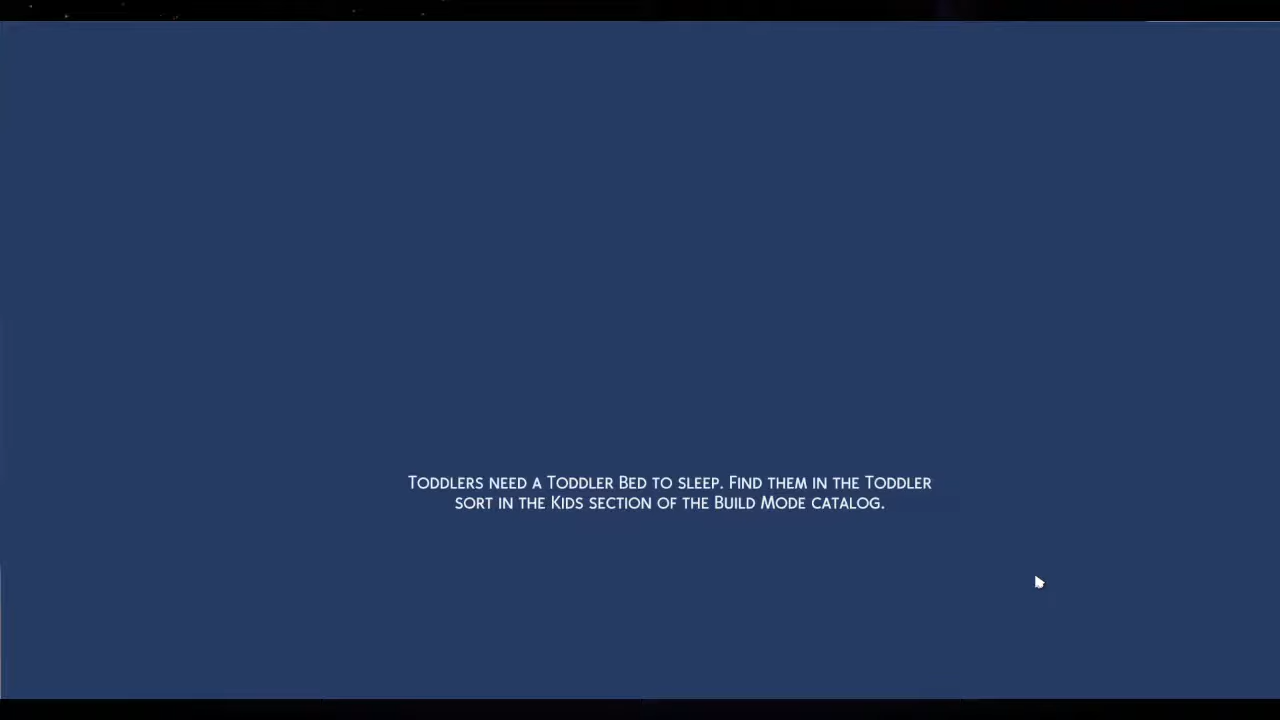 Toddlers need a Toddler Bed to sleep. Find them in the Toddler
sort in the Kids section of the Build Mode catalog.